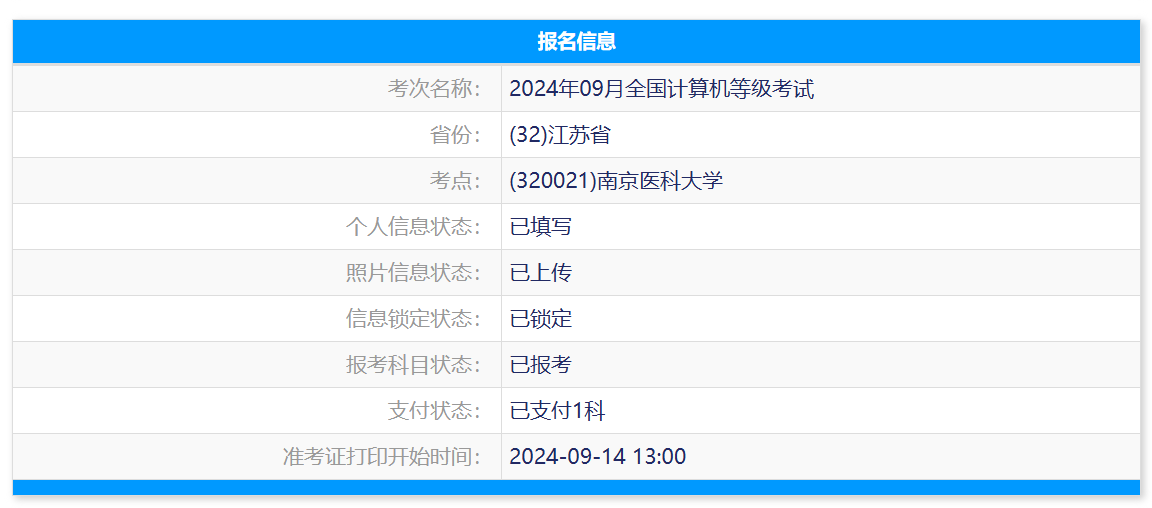 报名信息
考次名称： 2024年09月全国计算机等级考试
省份： (32)江苏省
考点： (320021)南京医科大学
个人信息状态： 已填写
照片信息状态： 已上传
信息锁定状态： 已锁定
报考科目状态： 已报考
支付状态： 已支付1科
准考证打印开始时间： 2024-09-14 13:00